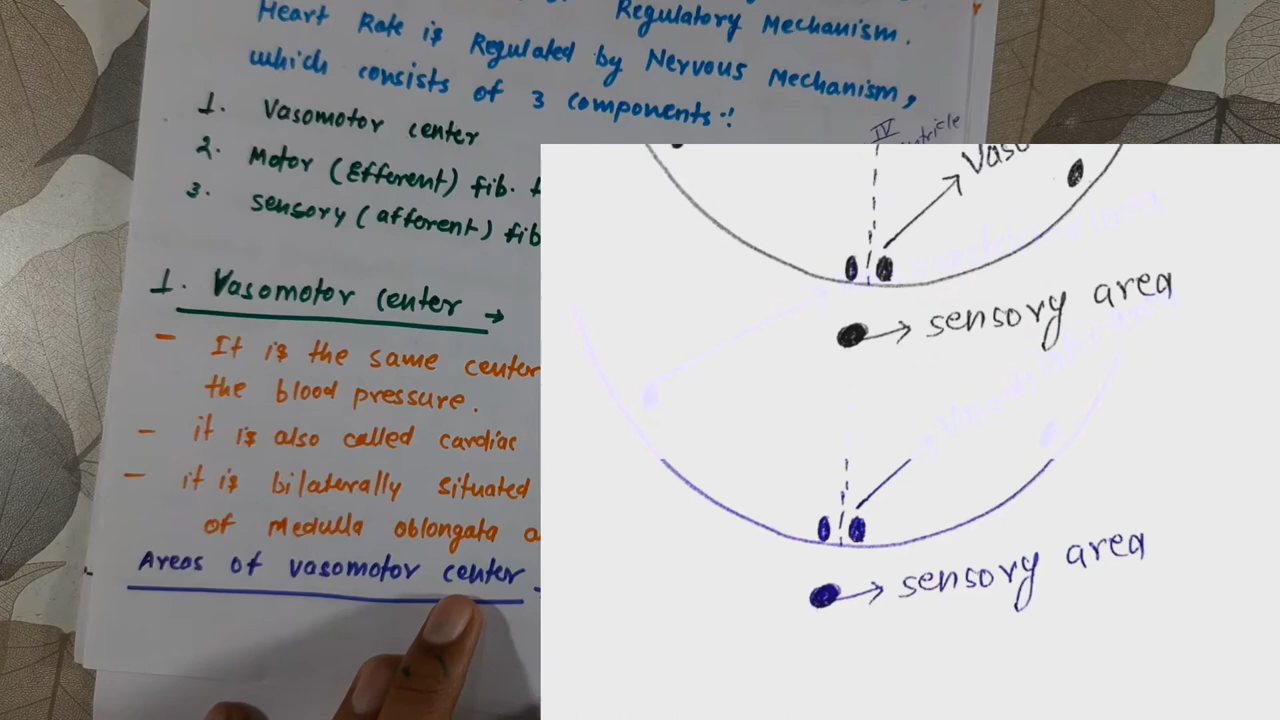 Regulatory Mechanism.
Heart Rate is Regulated by Nervous Mechanism,
which consists of 3 components:-
1. Vasomotor center
2. Motor (Efferent) fib.
3. sensory (afferent) fib
1. Vasomotor center →
- It is the same center
the blood pressure.
- it is also called cardiac
- it is bilaterally situated
of Medulla oblongata
Areas of vasomotor center
IV
→ sensory area
→ sensory area